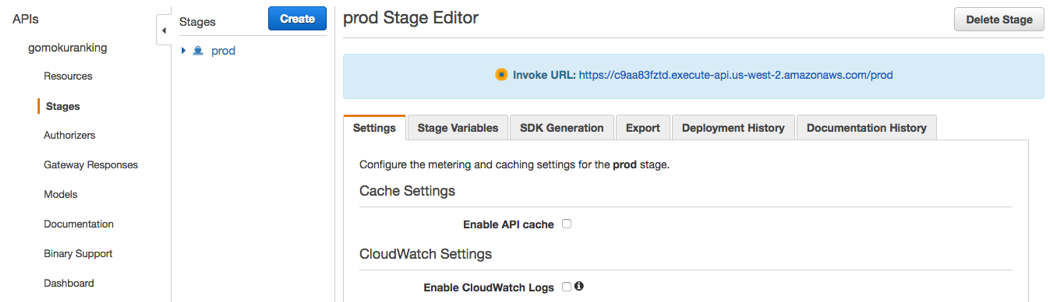 APIs
gomokuranking
Resources
Stages
Authorizers
Gateway Responses
Models
Documentation
Binary Support
Dashboard
Stages
Create
prod
prod Stage Editor
Delete Stage
Invoke URL: https://c9aa83fztd.execute-api.us-west-2.amazonaws.com/prod
Settings
Stage Variables
SDK Generation
Export
Deployment History
Documentation History
Configure the metering and caching settings for the prod stage.
Cache Settings
Enable API cache
CloudWatch Settings
Enable CloudWatch Logs